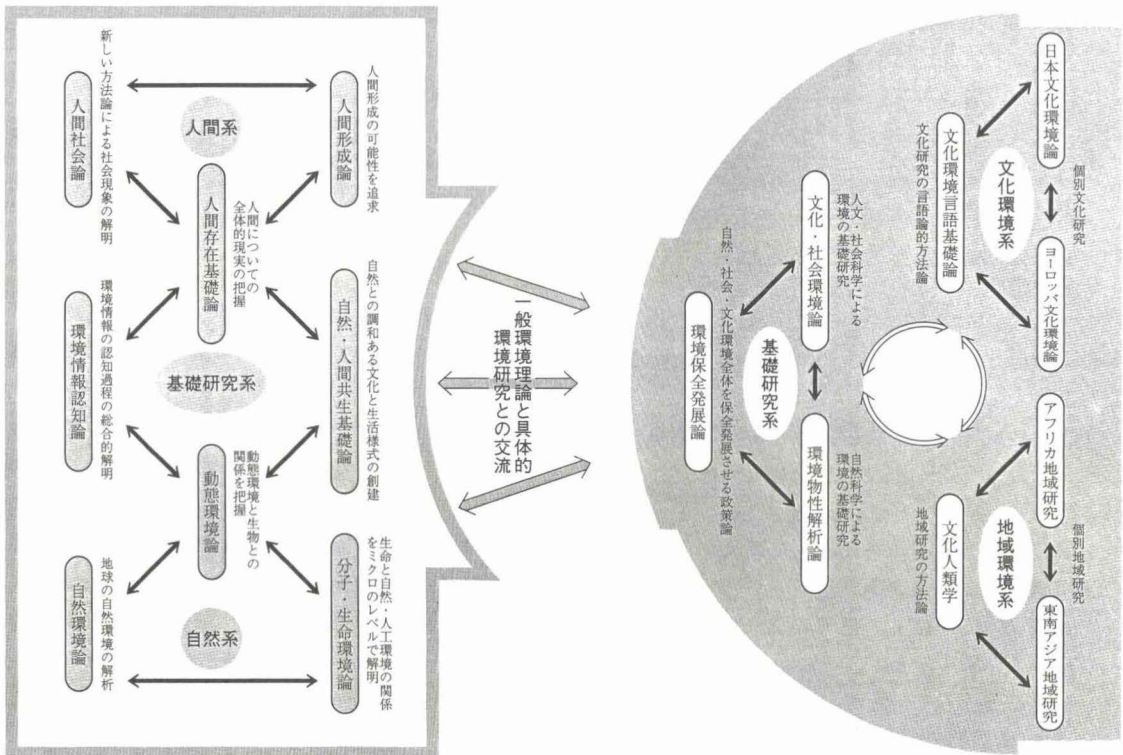 人間系
人間社会論
新しい方法論による社会現象の解明
人間形成論
人間形成の可能性を追求
人間存在基礎論
人間についての
全体的現実の把握
基礎研究系
環境情報認知論
環境情報の認知過程の総合的解明
自然・人間共生基礎論
自然との調和ある文化と生活様式の創建
動態環境論
動態環境と生物との
関係を把握
自然系
自然環境論
地球の自然環境の解析
分子・生命環境論
生命と自然・人工環境の関係
をミクロのレベルで解明
一般環境理論と具体的
環境研究との交流
基礎研究系
環境保全発展論
自然・社会・文化環境全体を保全発展させる政策論
文化・社会環境論
人文・社会科学による
環境の基礎研究
環境物性解析論
自然科学による
環境の基礎研究
文化環境系
文化環境言語基礎論
文化研究の言語論的方法論
日本文化環境論
個別文化研究
ヨーロッパ文化環境論
地域環境系
文化人類学
地域研究の方法論
アフリカ地域研究
個別地域研究
東南アジア地域研究